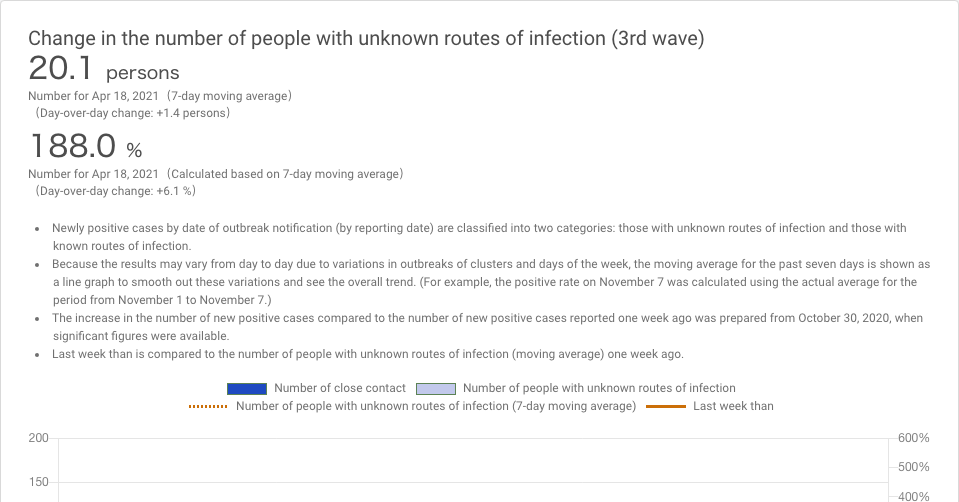 Change in the number of people with unknown routes of infection (3rd wave)
20.1 persons
Number for Apr 18, 2021（7-day moving average）
（Day-over-day change: +1.4 persons）
188.0 %
Number for Apr 18, 2021（Calculated based on 7-day moving average）
（Day-over-day change: +6.1 %）
• Newly positive cases by date of outbreak notification (by reporting date) are classified into two categories: those with unknown routes of infection and those with
known routes of infection.
• Because the results may vary from day to day due to variations in outbreaks of clusters and days of the week, the moving average for the past seven days is shown as
a line graph to smooth out these variations and see the overall trend. (For example, the positive rate on November 7 was calculated using the actual average for the
period from November 1 to November 7.)
• The increase in the number of new positive cases compared to the number of new positive cases reported one week ago was prepared from October 30, 2020, when
significant figures were available.
• Last week than is compared to the number of people with unknown routes of infection (moving average) one week ago.
Number of close contact Number of people with unknown routes of infection
Number of people with unknown routes of infection (7-day moving average) Last week than
200 600%
500%
150
400%